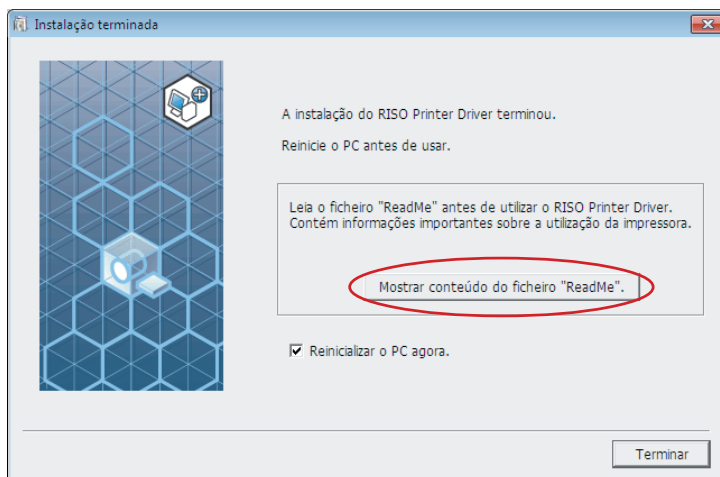 Instalação terminada
A instalação do RISO Printer Driver terminou.
Reinicie o PC antes de usar.
Leia o ficheiro "ReadMe" antes de utilizar o RISO Printer Driver.
Contém informações importantes sobre a utilização da impressora.
Mostrar conteúdo do ficheiro "ReadMe".
Reinicializar o PC agora.
Terminar